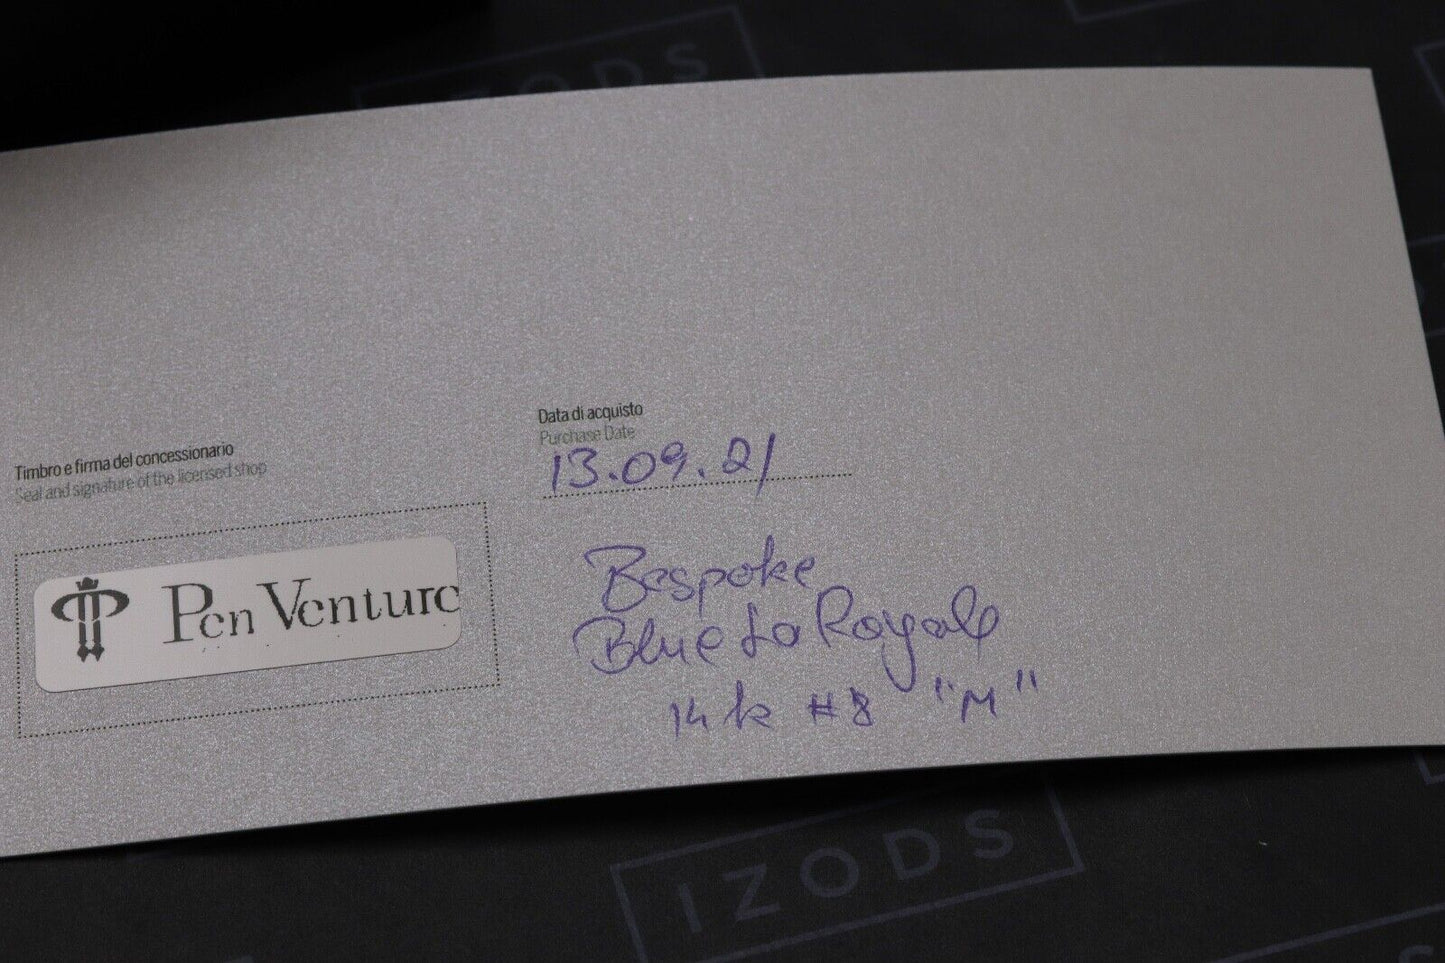 IZODS
Timbro e firma del concessionario
Seal and signature of the licensed shop
Pen Venture
Data di acquisto
Purchase Date
13.09.21
Bespoke
Blue La Royale
14k #8 "M"
IZODS